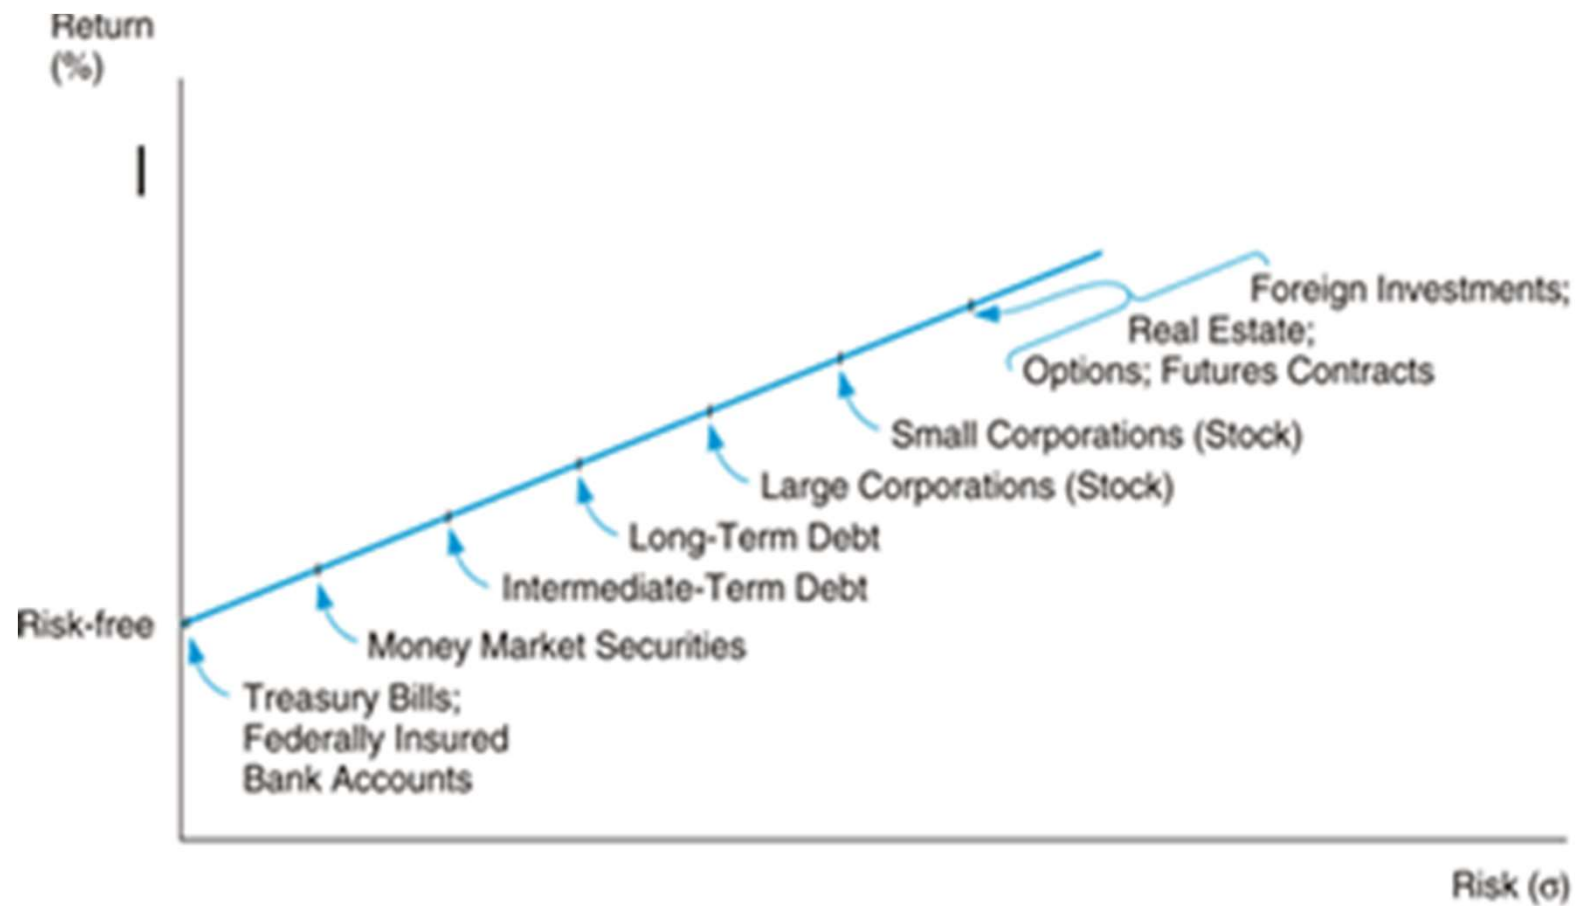 Return
(%)
Foreign Investments;
Real Estate;
Options; Futures Contracts
Small Corporations (Stock)
Large Corporations (Stock)
Long-Term Debt
Intermediate-Term Debt
Risk-free
Money Market Securities
Treasury Bills;
Federally Insured
Bank Accounts
Risk (σ)